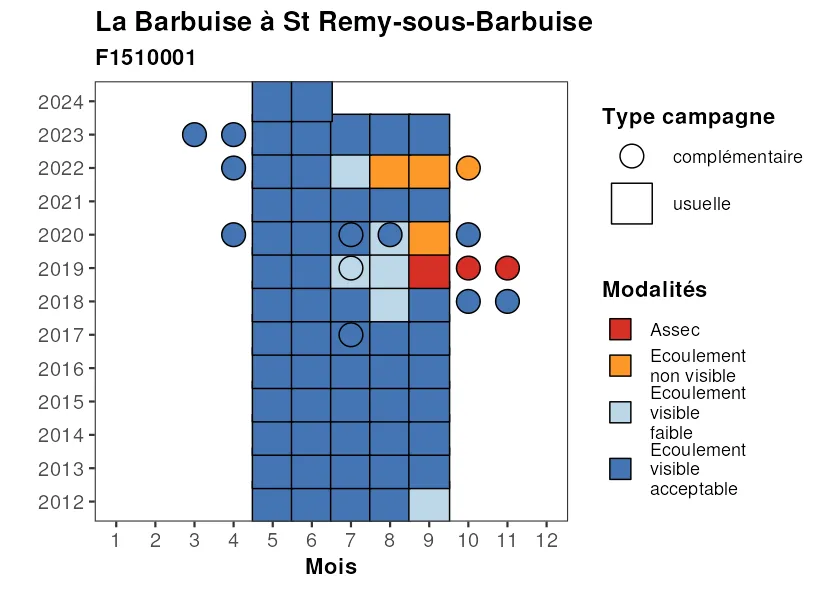 La Barbuise à St Remy-sous-Barbuise
F1510001
2024
2023
2022
2021
2020
2019
2018
2017
2016
2015
2014
2013
2012
1 2 3 4 5 6 7 8 9 10 11 12
Mois
Type campagne
complémentaire
usuelle
Modalités
Assec
Ecoulement
non visible
Ecoulement
visible
faible
Ecoulement
visible
acceptable